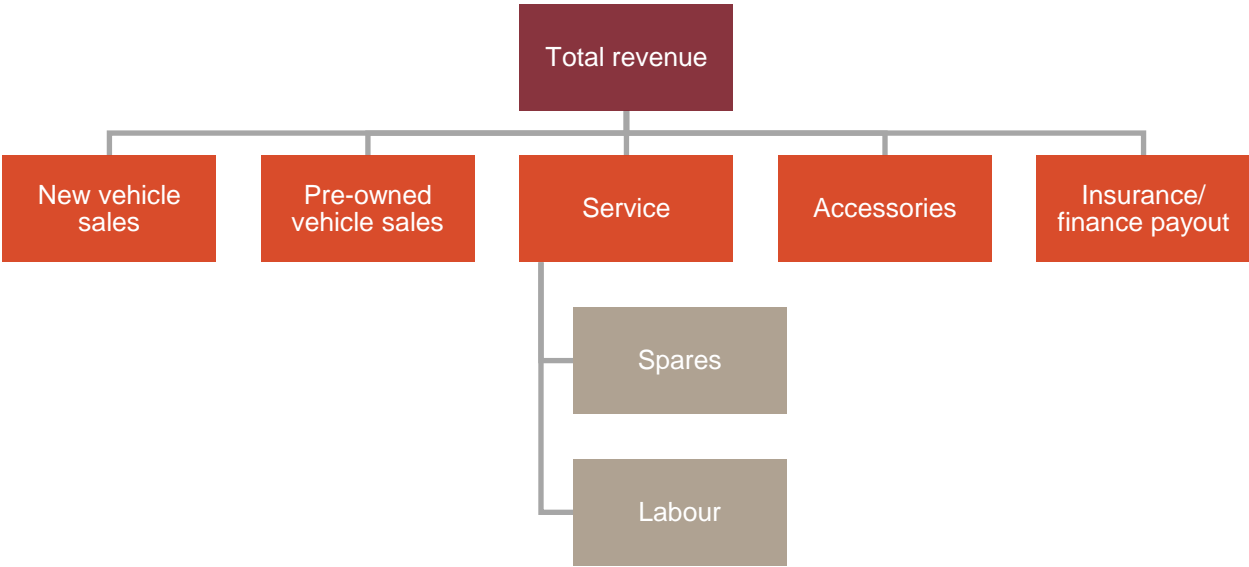 Total revenue
New vehicle
sales
Pre-owned
vehicle sales
Service
Accessories
Insurance/
finance payout
Spares
Labour